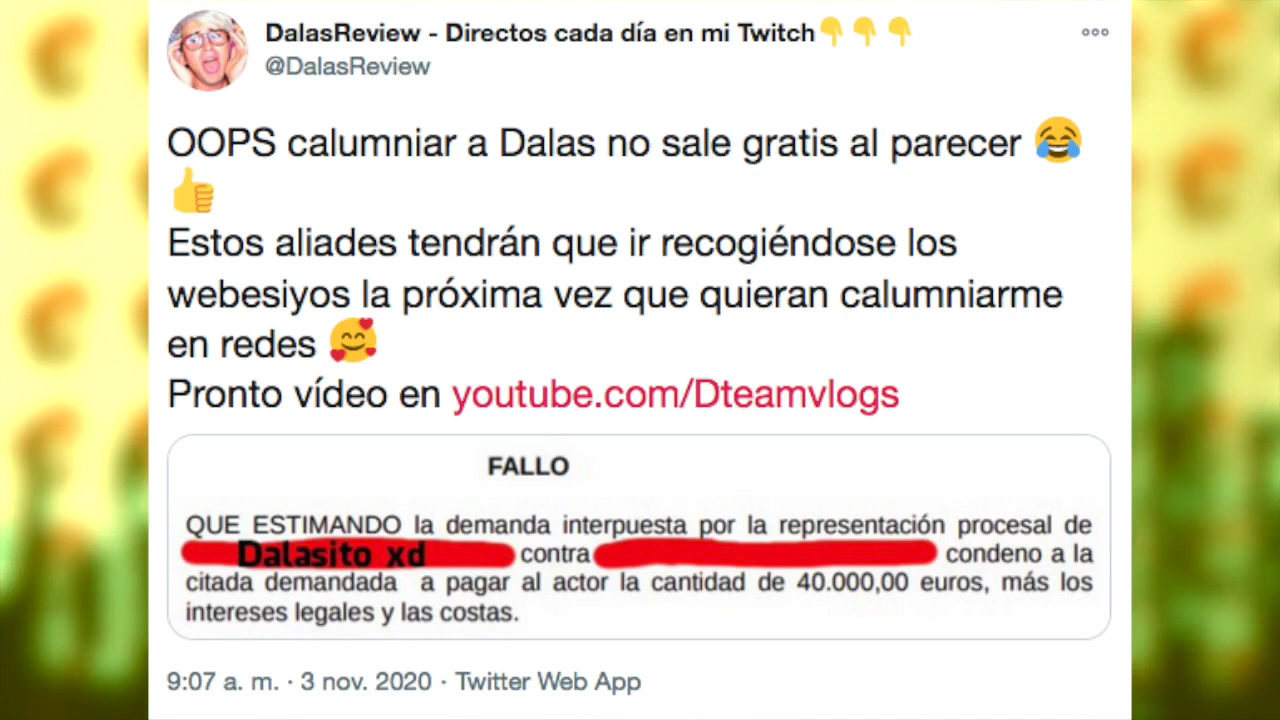 DalasReview - Directos cada día en mi Twitch👇👇👇
@DalasReview
OOPS calumniar a Dalas no sale gratis al parecer 😂
👍
Estos aliades tendrán que ir recogiéndose los
webesiyos la próxima vez que quieran calumniarme
en redes 🥰
Pronto vídeo en youtube.com/Dteamvlogs
FALLO
QUE ESTIMANDO la demanda interpuesta por la representación procesal de
Dalasito xd contra condeno a la
citada demandada a pagar al actor la cantidad de 40.000,00 euros, más los
intereses legales y las costas.
9:07 a. m. · 3 nov. 2020 · Twitter Web App